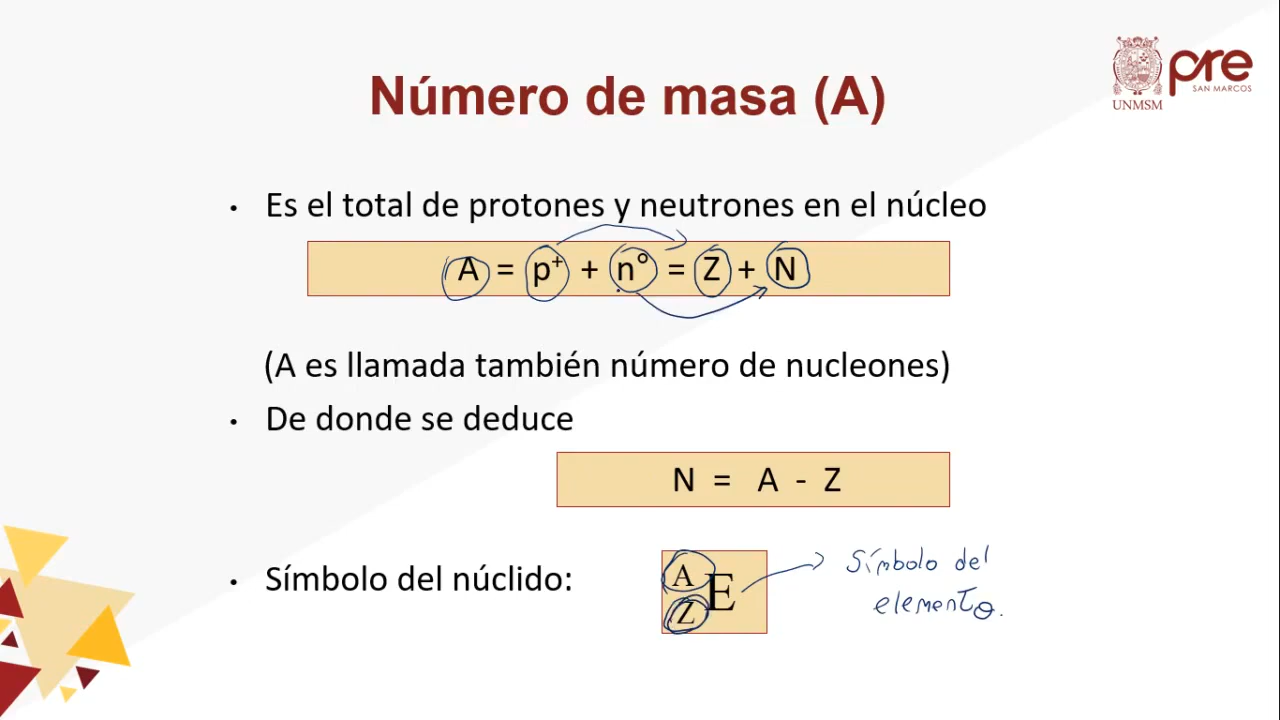 Número de masa (A)
UNMSM
pre
SAN MARCOS
• Es el total de protones y neutrones en el núcleo
A = p⁺ + n° = Z + N
(A es llamada también número de nucleones)
• De donde se deduce
N = A - Z
• Símbolo del núclido:
A
Z
E
Símbolo del
elemento.